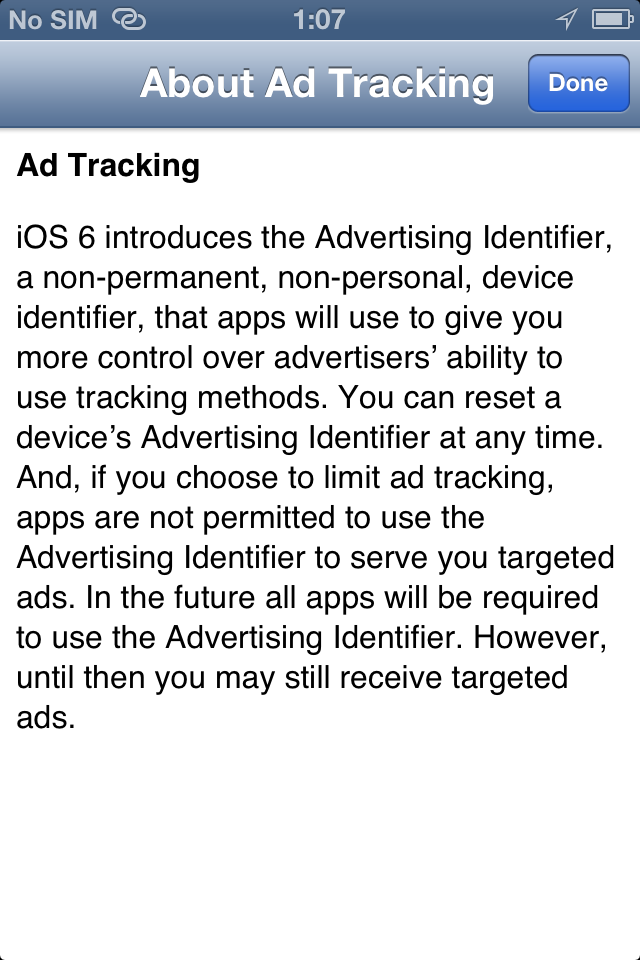 No SIM 1:07
About Ad Tracking Done
Ad Tracking
iOS 6 introduces the Advertising Identifier,
a non-permanent, non-personal, device
identifier, that apps will use to give you
more control over advertisers’ ability to
use tracking methods. You can reset a
device’s Advertising Identifier at any time.
And, if you choose to limit ad tracking,
apps are not permitted to use the
Advertising Identifier to serve you targeted
ads. In the future all apps will be required
to use the Advertising Identifier. However,
until then you may still receive targeted
ads.